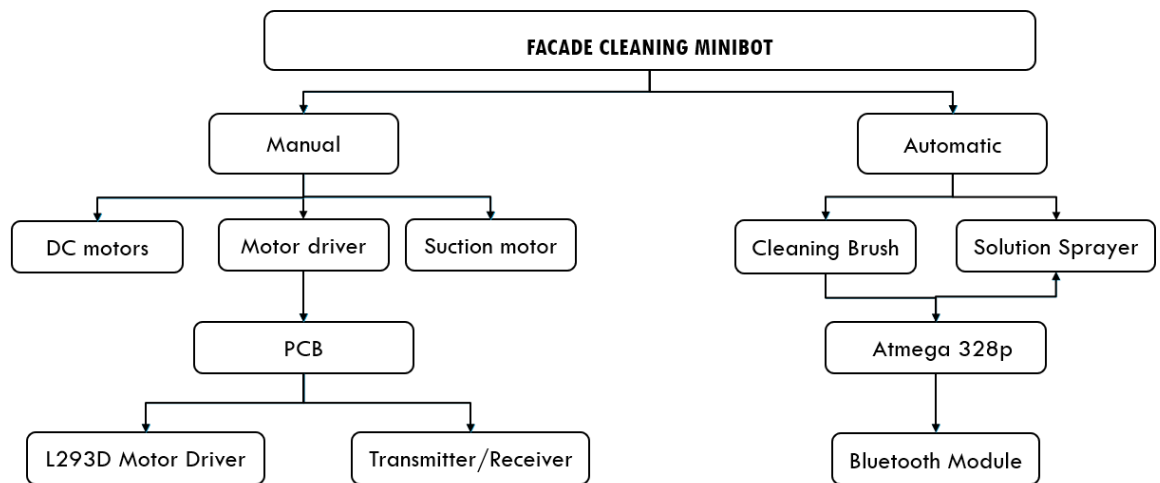 FACADE CLEANING MINIBOT
Manual
Automatic
DC motors
Motor driver
Suction motor
Cleaning Brush
Solution Sprayer
PCB
Atmega 328p
L293D Motor Driver
Transmitter/Receiver
Bluetooth Module